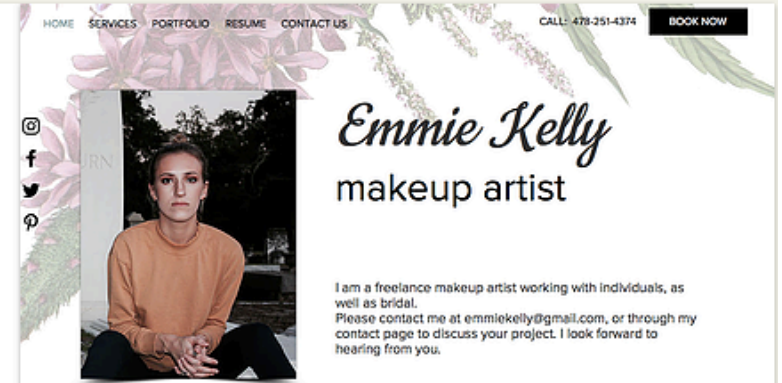 HOME SERVICES PORTFOLIO RESUME CONTACT US CALL: 478-251-4374 BOOK NOW
Emmie Kelly
makeup artist
URN
I am a freelance makeup artist working with individuals, as
well as bridal.
Please contact me at emmiekelly@gmail.com, or through my
contact page to discuss your project. I look forward to
hearing from you.